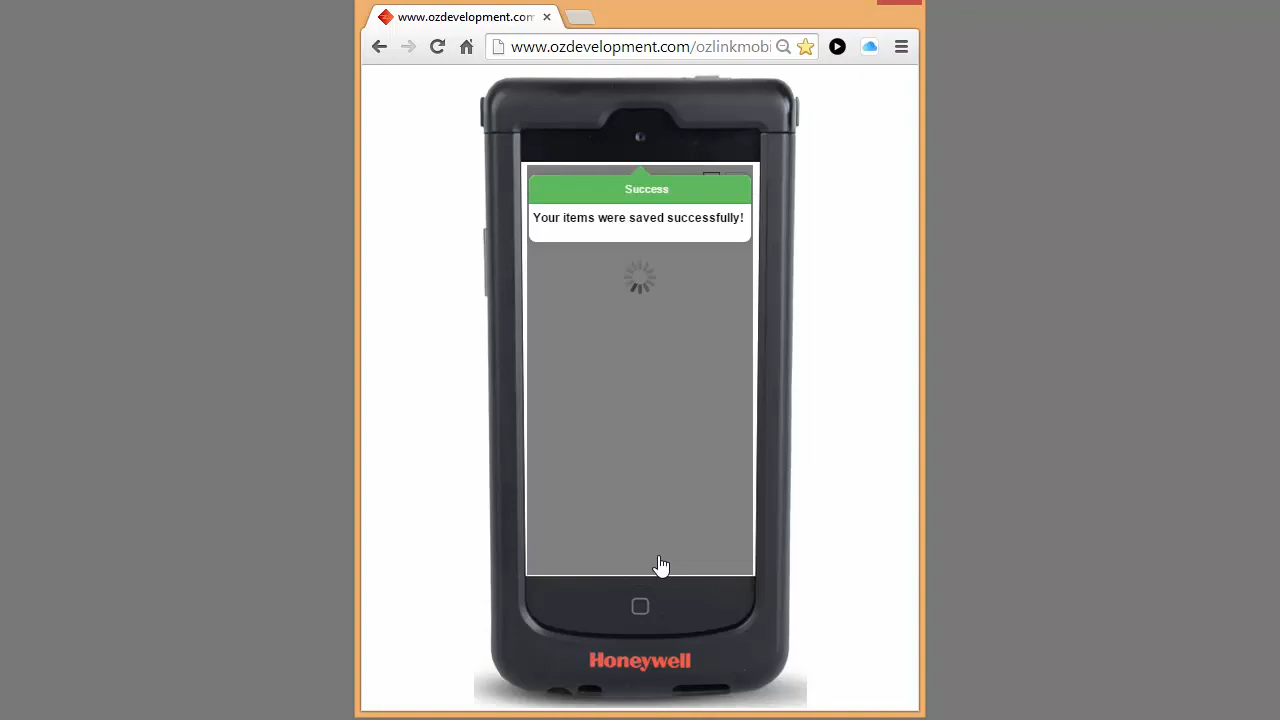 www.ozdevelopment.com
www.ozdevelopment.com/ozlinkmobi
Success
Your items were saved successfully!
Honeywell